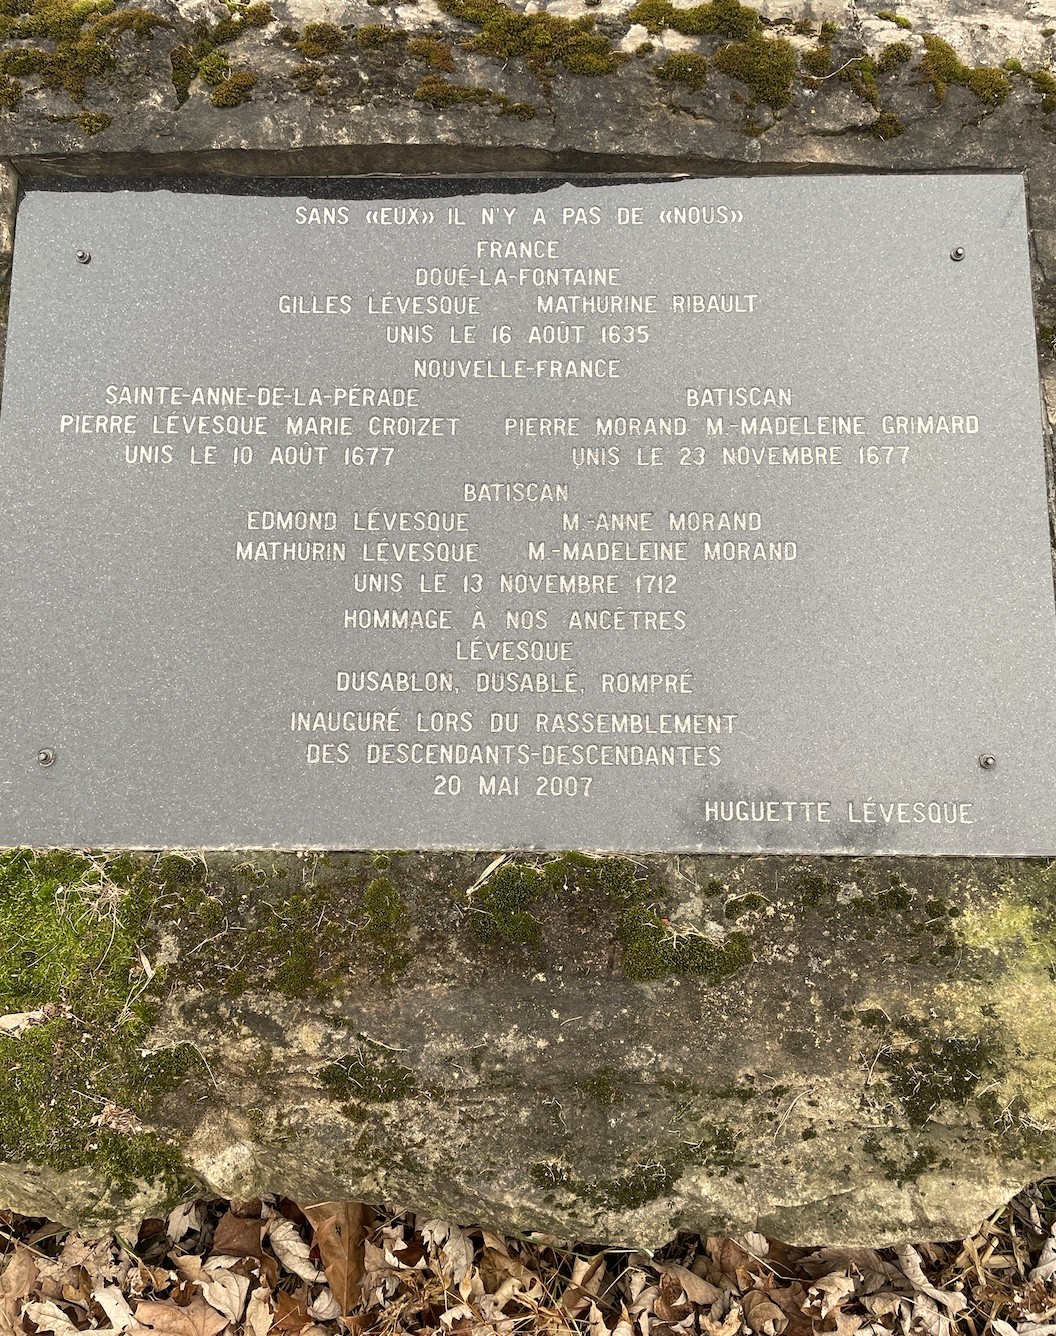 SANS «EUX» IL N'Y A PAS DE «NOUS»
FRANCE
DOUÉ-LA-FONTAINE
GILLES LÉVESQUE MATHURINE RIBAULT
UNIS LE 16 AOÛT 1635
NOUVELLE-FRANCE
SAINTE-ANNE-DE-LA-PÉRADE BATISCAN
PIERRE LÉVESQUE MARIE CROIZET PIERRE MORAND M.-MADELEINE GRIMARD
UNIS LE 10 AOÛT 1677 UNIS LE 23 NOVEMBRE 1677
BATISCAN
EDMOND LÉVESQUE M.-ANNE MORAND
MATHURIN LÉVESQUE M.-MADELEINE MORAND
UNIS LE 13 NOVEMBRE 1712
HOMMAGE À NOS ANCÊTRES
LÉVESQUE
DUSABLON, DUSABLÉ, ROMPRÉ
INAUGURÉ LORS DU RASSEMBLEMENT
DES DESCENDANTS-DESCENDANTES
20 MAI 2007
HUGUETTE LÉVESQUE